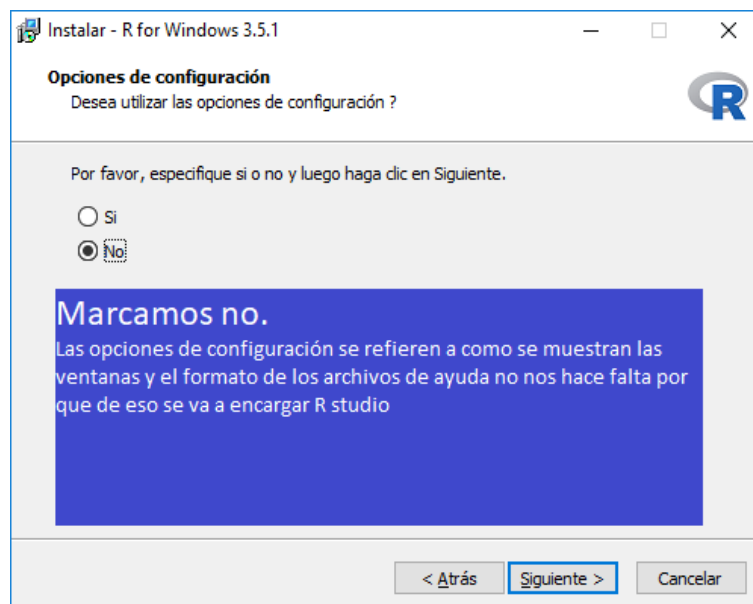 Instalar - R for Windows 3.5.1
Opciones de configuración
Desea utilizar las opciones de configuración ?
R
Por favor, especifique si o no y luego haga clic en Siguiente.
Si
No
Marcamos no.
Las opciones de configuración se refieren a como se muestran las
ventanas y el formato de los archivos de ayuda no nos hace falta por
que de eso se va a encargar R studio
< Atrás
Siguiente >
Cancelar